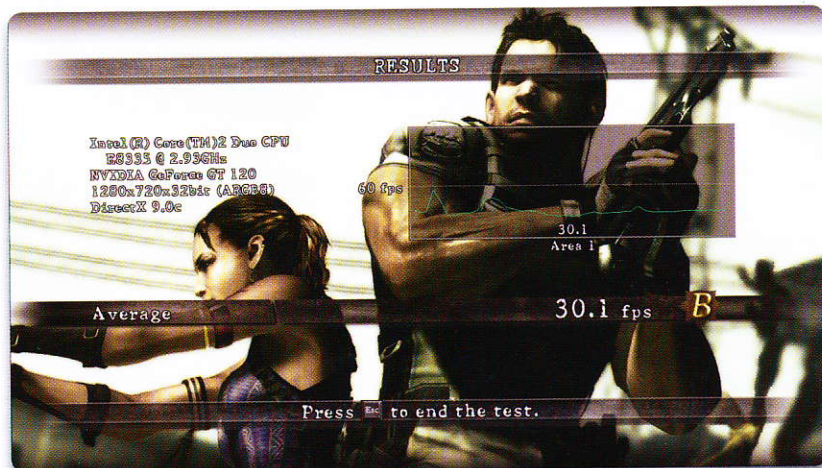 RESULTS
Intel(R) Core(TM)2 Duo CPU
E8335 @ 2.93GHz
NVIDIA GeForce GT 120
1280x720x32bit (ARGB8)
DirectX 9.0c
60 fps
30.1
Area 1
Average 30.1 fps B
Press Esc to end the test.